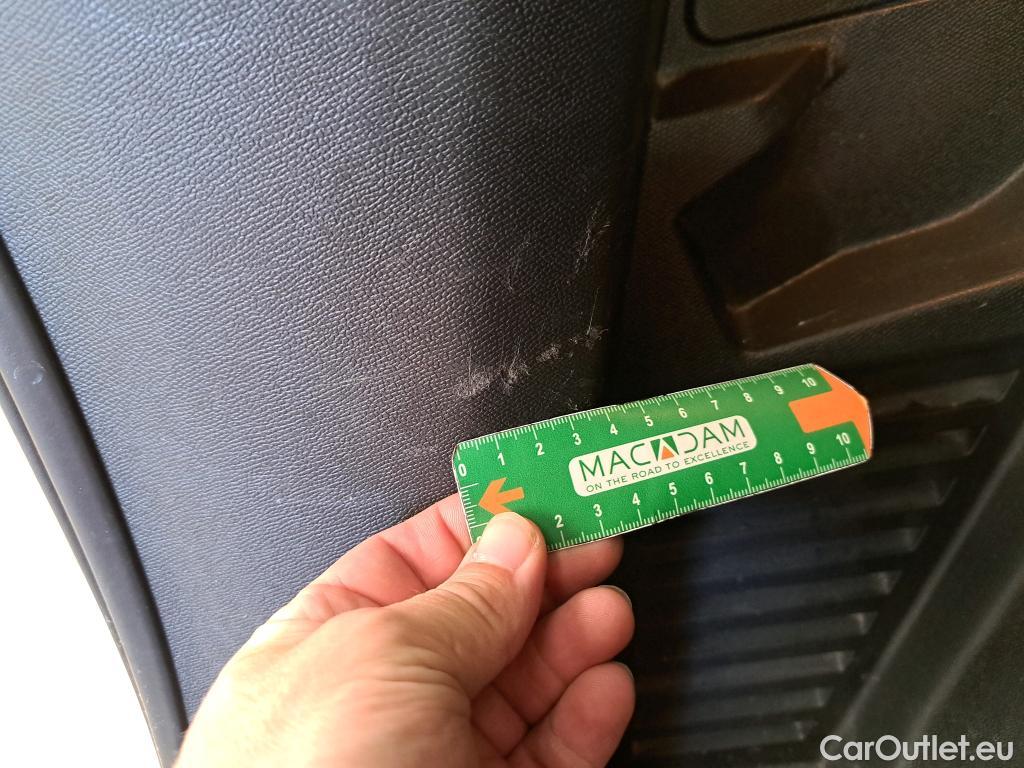 0 1 2 3 4 5 6 7 8 9 10
MACADAM
ON THE ROAD TO EXCELLENCE
2 3 4 5 6 7 8 9 10
CarOutlet.eu